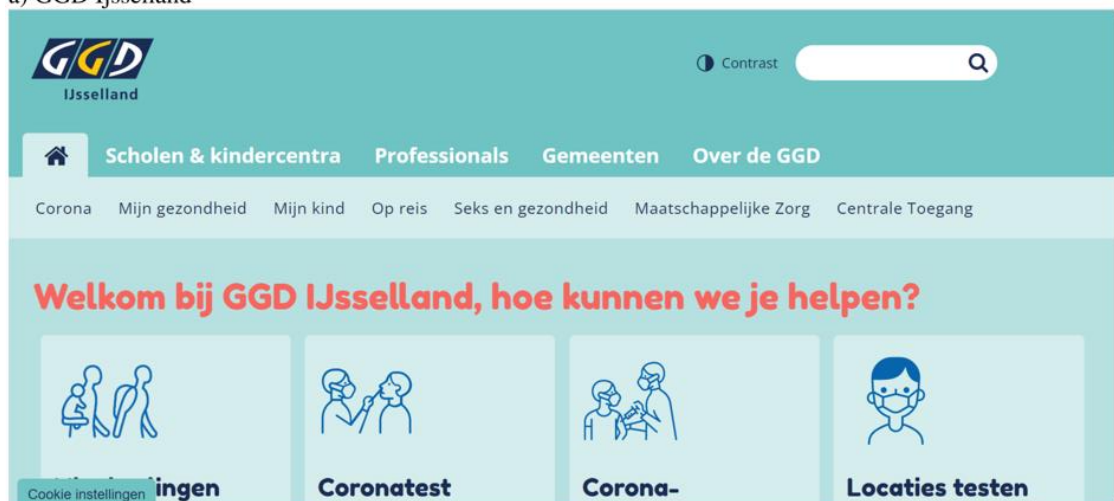 a) GGD Ijsselland
GGD
IJsselland
Contrast
Scholen & kindercentra Professionals Gemeenten Over de GGD
Corona Mijn gezondheid Mijn kind Op reis Seks en gezondheid Maatschappelijke Zorg Centrale Toegang
Welkom bij GGD IJsselland, hoe kunnen we je helpen?
ingen Coronatest Corona- Locaties testen
Cookie instellingen